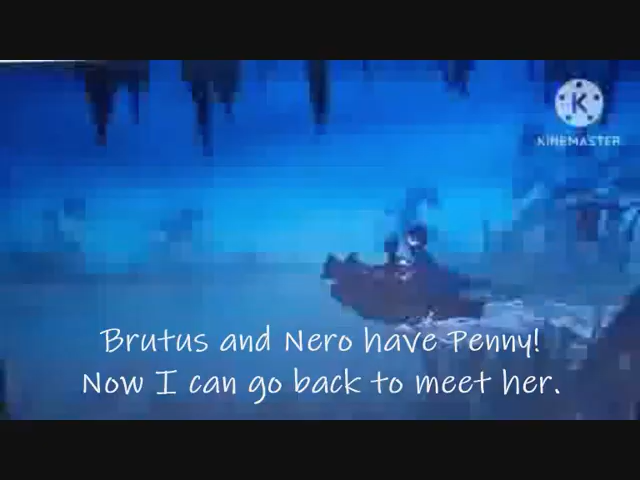 K
KINEMASTER
Brutus and Nero have Penny!
Now I can go back to meet her.